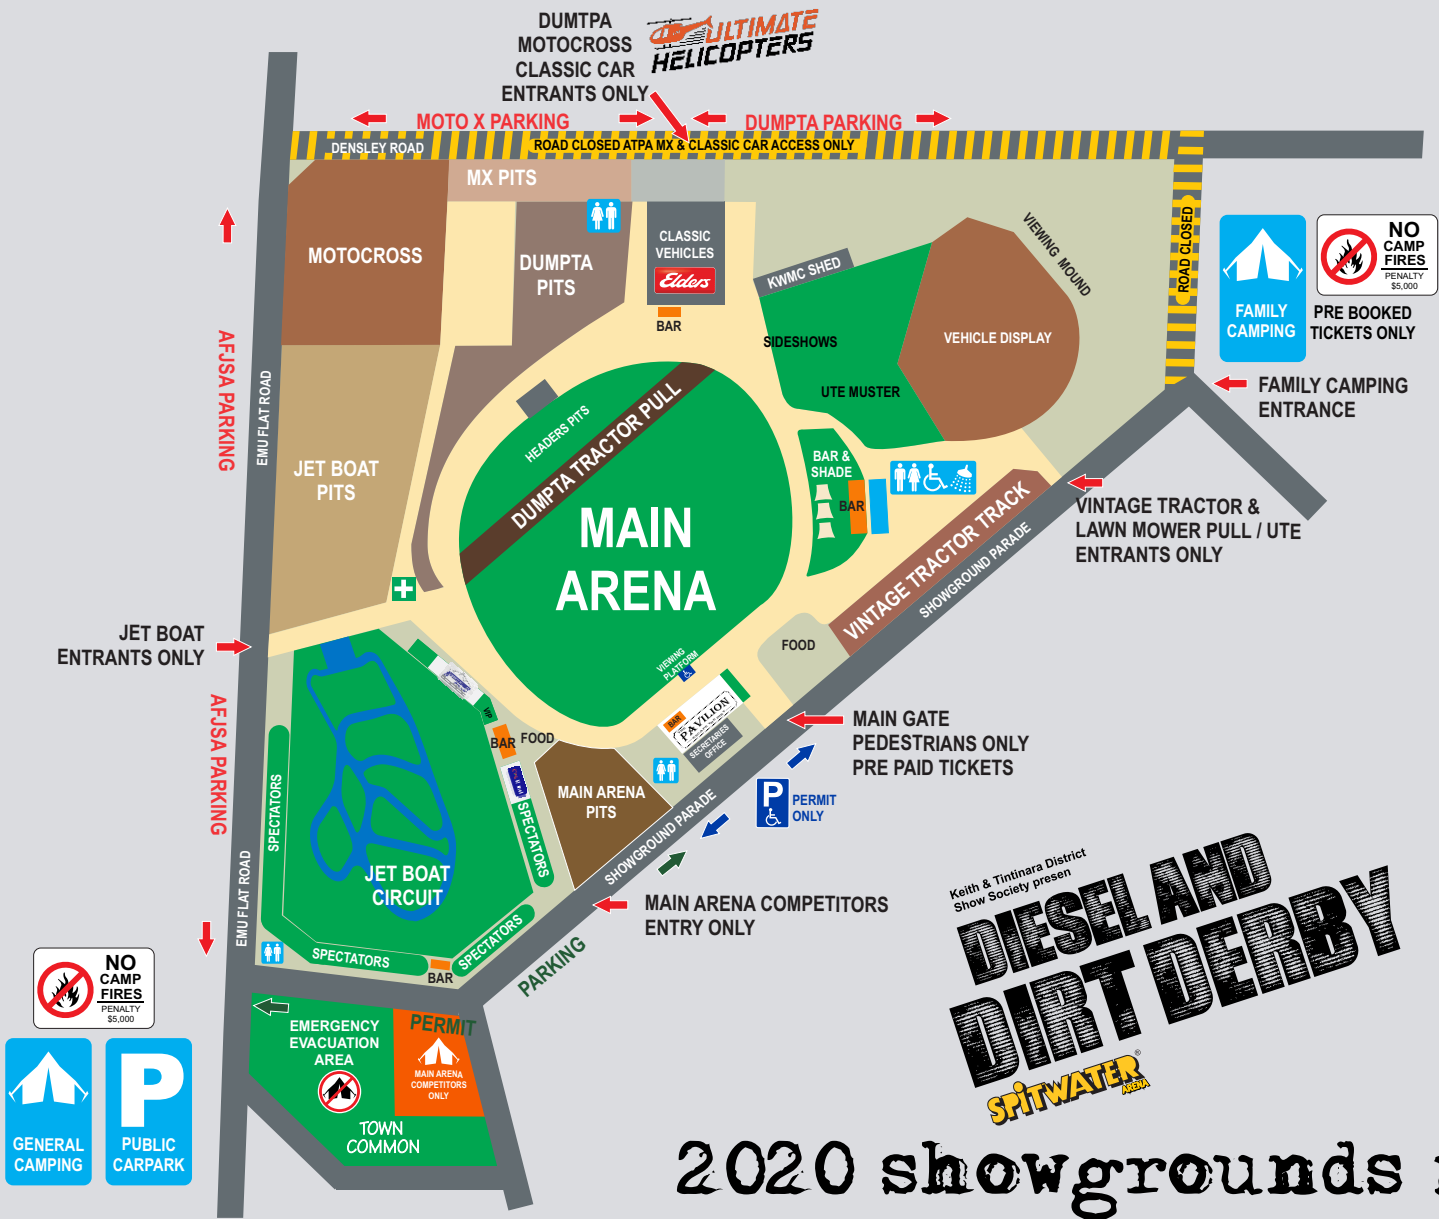 DUMTPA
MOTOCROSS
CLASSIC CAR
ENTRANTS ONLY
ULTIMATE
HELICOPTERS
MOTO X PARKING
DUMPTA PARKING
DENSLEY ROAD
ROAD CLOSED ATPA MX & CLASSIC CAR ACCESS ONLY
MX PITS
MOTOCROSS
DUMPTA
PITS
CLASSIC
VEHICLES
Elders
BAR
KWMC SHED
VIEWING MOUND
ROAD CLOSED
FAMILY
CAMPING
NO
CAMP
FIRES
PENALTY
$5,000
PRE BOOKED
TICKETS ONLY
FAMILY CAMPING
ENTRANCE
SIDESHOWS
VEHICLE DISPLAY
UTE MUSTER
AFJSA PARKING
EMU FLAT ROAD
JET BOAT
PITS
HEADERS PITS
DUMPTA TRACTOR PULL
MAIN
ARENA
BAR &
SHADE
BAR
VINTAGE TRACTOR TRACK
SHOWGROUND PARADE
VINTAGE TRACTOR &
LAWN MOWER PULL / UTE
ENTRANTS ONLY
JET BOAT
ENTRANTS ONLY
FOOD
VIEWING
PLATFORM
BAR
PAVILION
SECRETARIES
OFFICE
MAIN GATE
PEDESTRIANS ONLY
PRE PAID TICKETS
AFJSA PARKING
VIP
BAR
FOOD
MAIN ARENA
PITS
P
PERMIT
ONLY
SPECTATORS
SPECTATORS
SHOWGROUND PARADE
JET BOAT
CIRCUIT
EMU FLAT ROAD
MAIN ARENA COMPETITORS
ENTRY ONLY
SPECTATORS
SPECTATORS
BAR
PARKING
NO
CAMP
FIRES
PENALTY
$5,000
GENERAL
CAMPING
P
PUBLIC
CARPARK
EMERGENCY
EVACUATION
AREA
PERMIT
MAIN ARENA
COMPETITORS
ONLY
TOWN
COMMON
Keith & Tintinara District
Show Society presen
DIESEL AND
DIRT DERBY
SPITWATER®
ARENA
2020 showgrounds